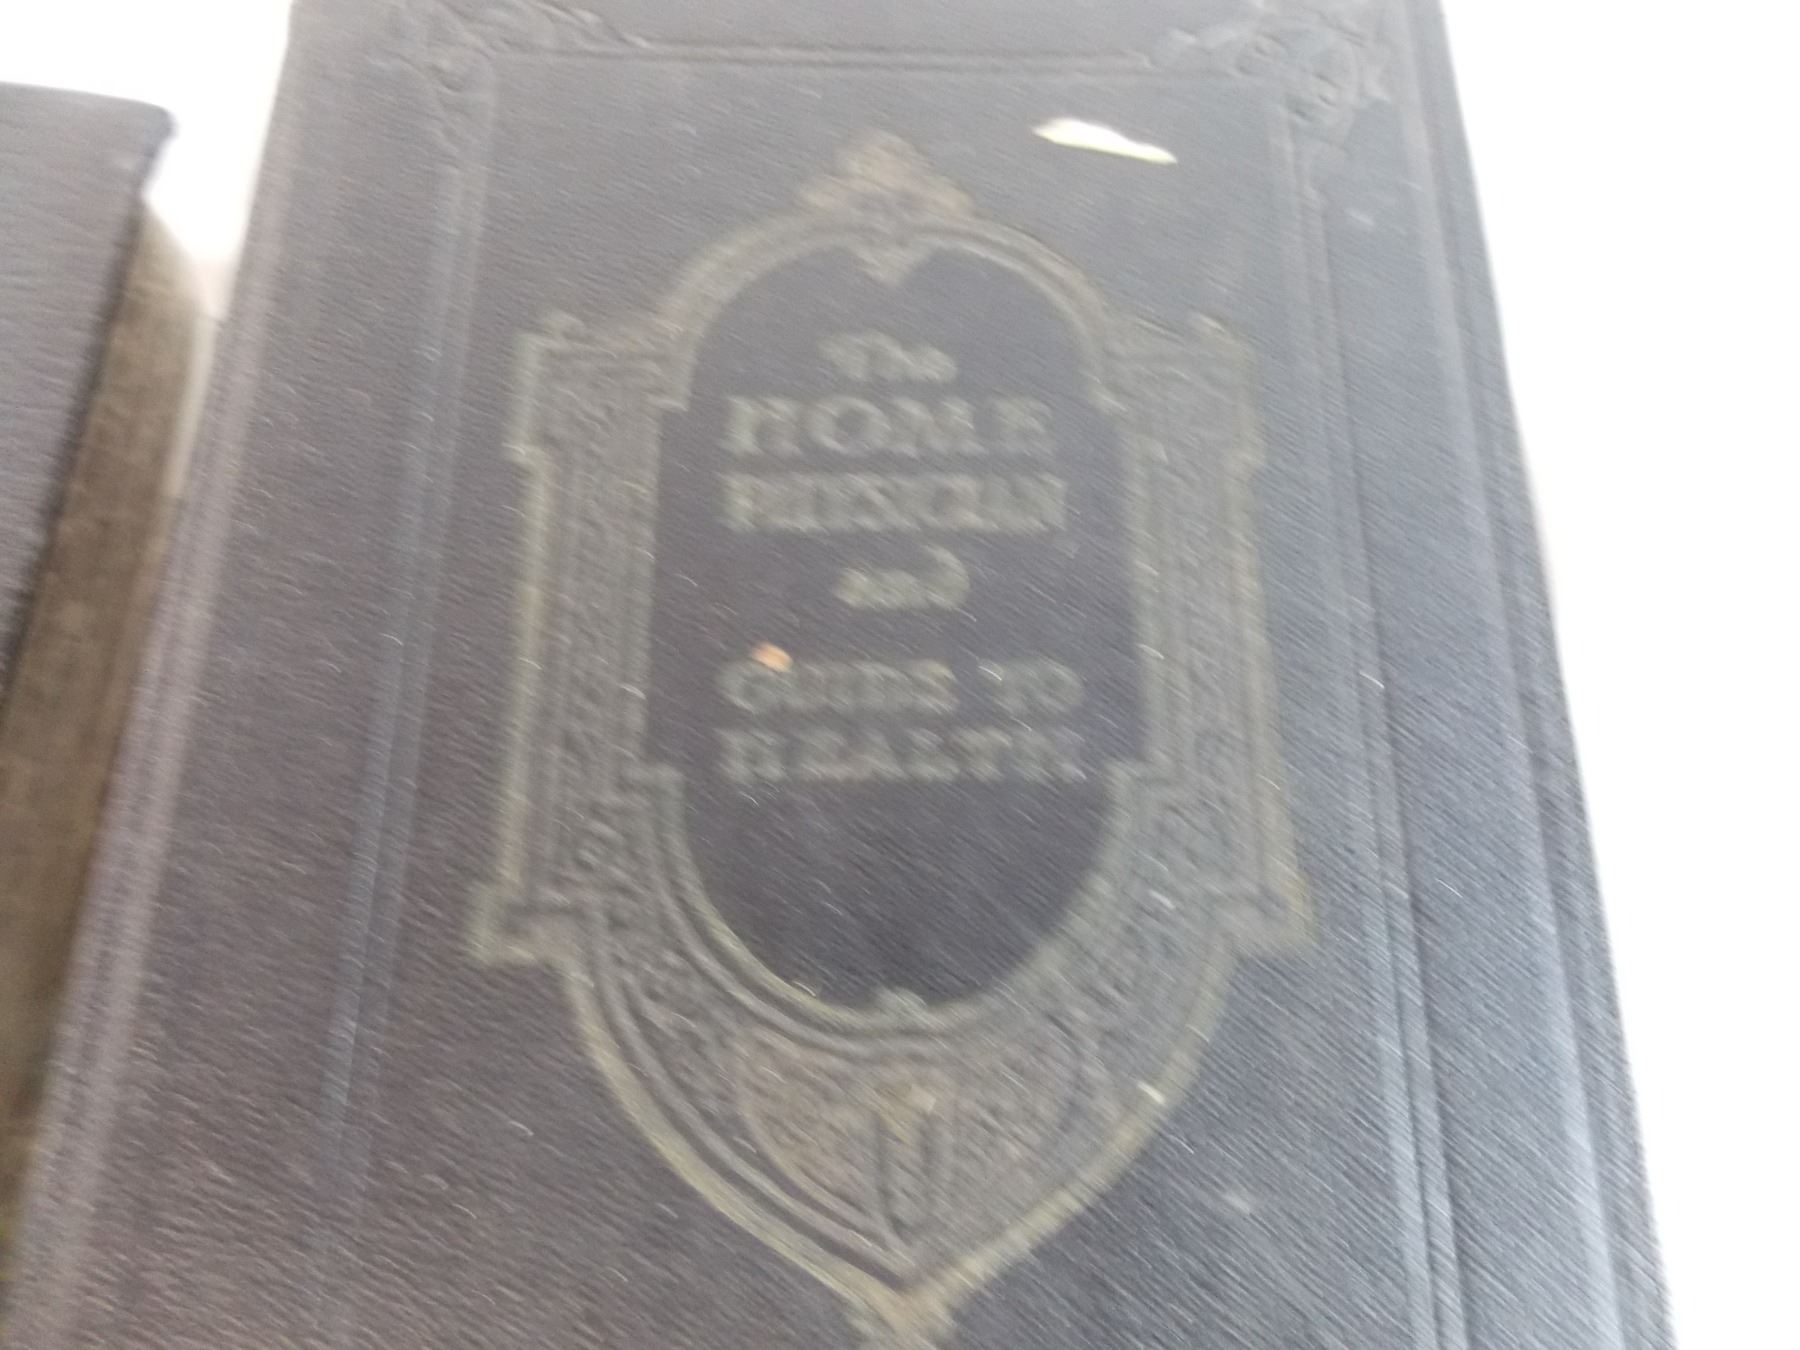 The
HOME
PHYSICIAN
and
GUIDE TO
HEALTH